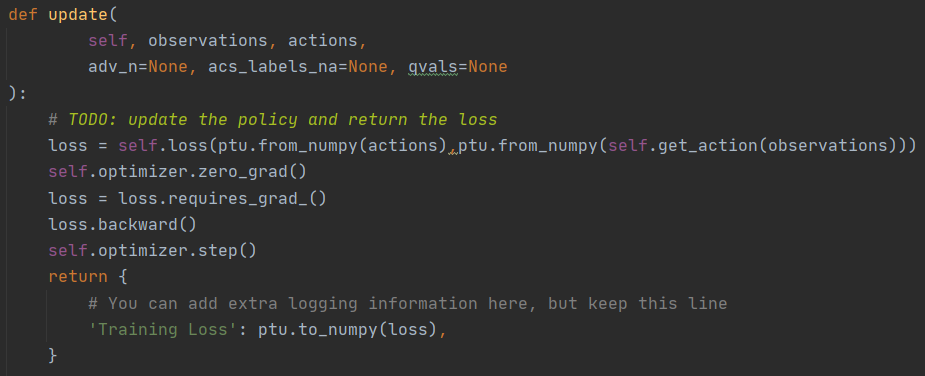 def update(
        self, observations, actions,
        adv_n=None, acs_labels_na=None, qvals=None
):
    # TODO: update the policy and return the loss
    loss = self.loss(ptu.from_numpy(actions),ptu.from_numpy(self.get_action(observations)))
    self.optimizer.zero_grad()
    loss = loss.requires_grad_()
    loss.backward()
    self.optimizer.step()
    return {
        # You can add extra logging information here, but keep this line
        'Training Loss': ptu.to_numpy(loss),
    }